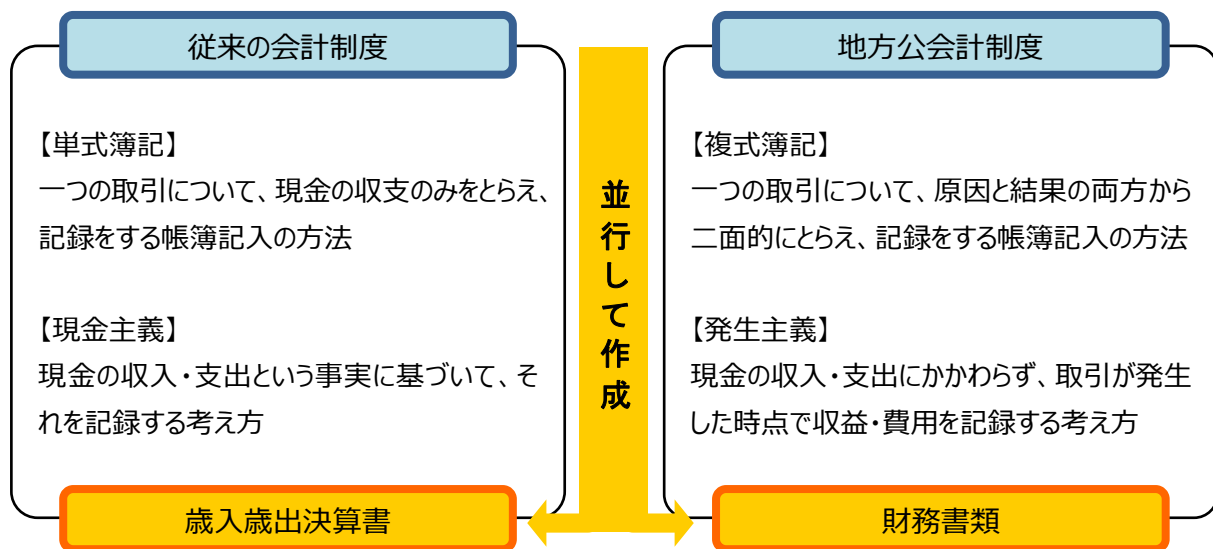 従来の会計制度
【単式簿記】
一つの取引について、現金の収支のみをとらえ、
記録をする帳簿記入の方法
【現金主義】
現金の収入・支出という事実に基づいて、そ
れを記録する考え方
歳入歳出決算書
並行して作成
地方公会計制度
【複式簿記】
一つの取引について、原因と結果の両方から
二面的にとらえ、記録をする帳簿記入の方法
【発生主義】
現金の収入・支出にかかわらず、取引が発生
した時点で収益・費用を記録する考え方
財務書類